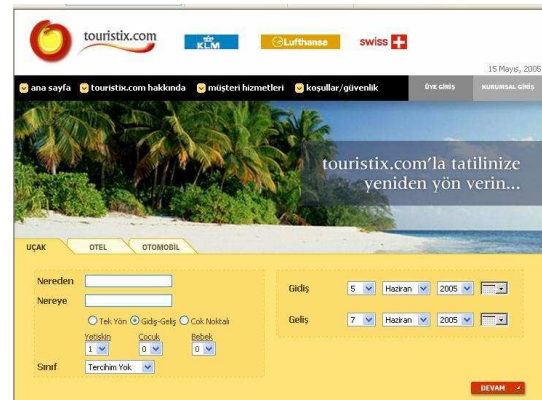 touristix.com
KLM
Lufthansa
swiss
15 Mayıs, 2005
ana sayfa touristix.com hakkında müşteri hizmetleri koşullar/güvenlik ÜYE GİRİŞ KURUMSAL GİRİŞ
touristix.com'la tatilinize
yeniden yön verin...
UÇAK OTEL OTOMOBİL
Nereden
Nereye
Tek Yön Gidiş-Geliş Cok Noktalı
Yetişkin Çocuk Bebek
1 0 0
Sınıf Tercihim Yok
Gidiş 5 Haziran 2005
Geliş 7 Haziran 2005
DEVAM